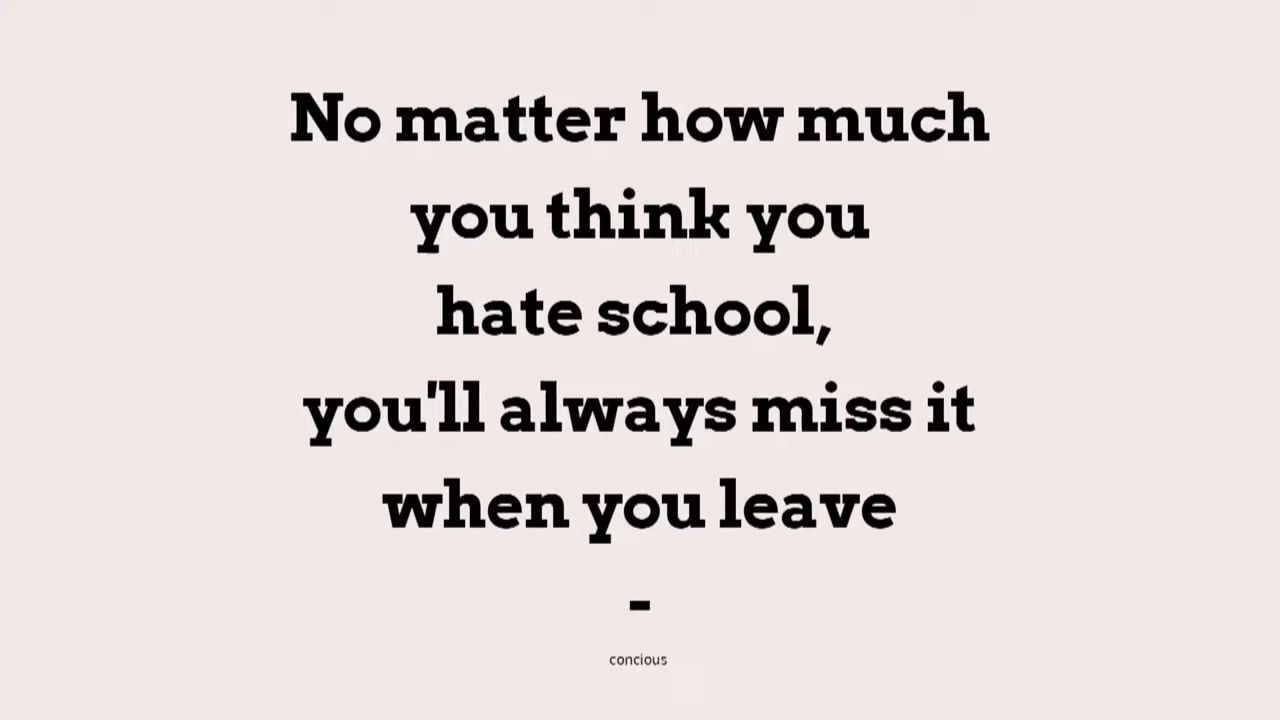 No matter how much
you think you
hate school,
you'll always miss it
when you leave
-
concious